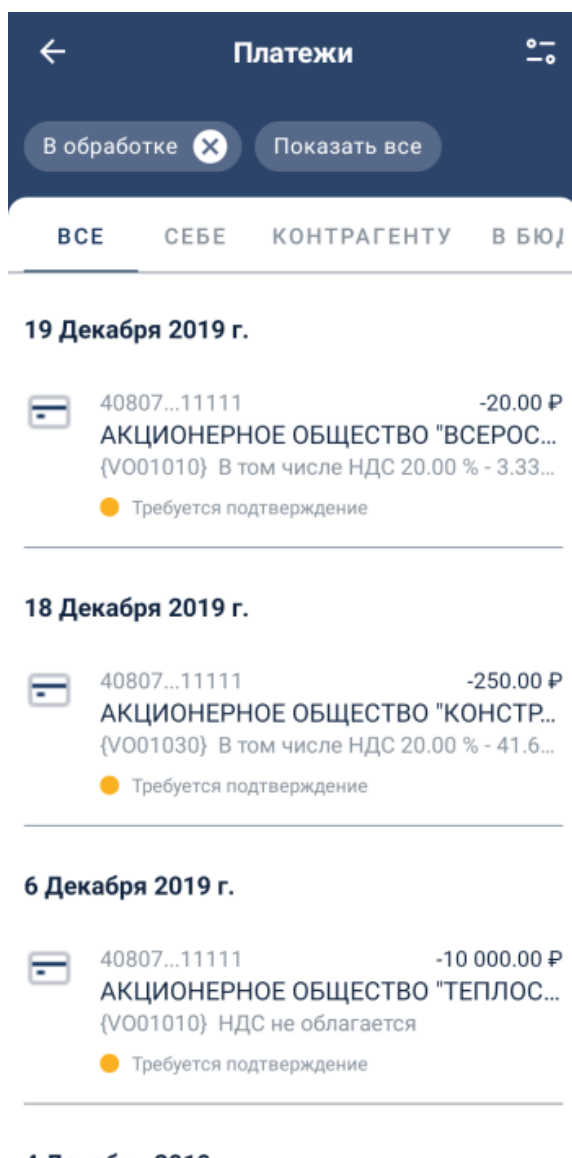 Платежи
В обработке Показать все
ВСЕ СЕБЕ КОНТРАГЕНТУ В БЮД
19 Декабря 2019 г.
40807...11111 -20.00 ₽
АКЦИОНЕРНОЕ ОБЩЕСТВО "ВСЕРОС...
{VO01010} В том числе НДС 20.00 % - 3.33...
Требуется подтверждение
18 Декабря 2019 г.
40807...11111 -250.00 ₽
АКЦИОНЕРНОЕ ОБЩЕСТВО "КОНСТР...
{VO01030} В том числе НДС 20.00 % - 41.6...
Требуется подтверждение
6 Декабря 2019 г.
40807...11111 -10 000.00 ₽
АКЦИОНЕРНОЕ ОБЩЕСТВО "ТЕПЛОС...
{VO01010} НДС не облагается
Требуется подтверждение